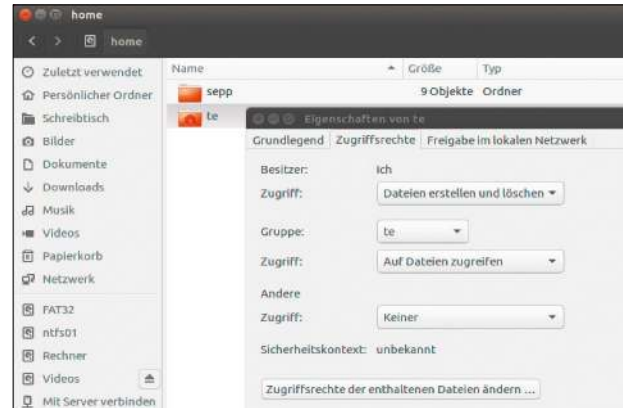 home
home
Zuletzt verwendet
Persönlicher Ordner
Schreibtisch
Bilder
Dokumente
Downloads
Musik
Videos
Papierkorb
Netzwerk
FAT32
ntfs01
Rechner
Videos
Mit Server verbinden
Name Größe Typ
sepp 9 Objekte Ordner
te
Eigenschaften von te
Grundlegend Zugriffsrechte Freigabe im lokalen Netzwerk
Besitzer: Ich
Zugriff: Dateien erstellen und löschen
Gruppe: te
Zugriff: Auf Dateien zugreifen
Andere
Zugriff: Keiner
Sicherheitskontext: unbekannt
Zugriffsrechte der enthaltenen Dateien ändern ...